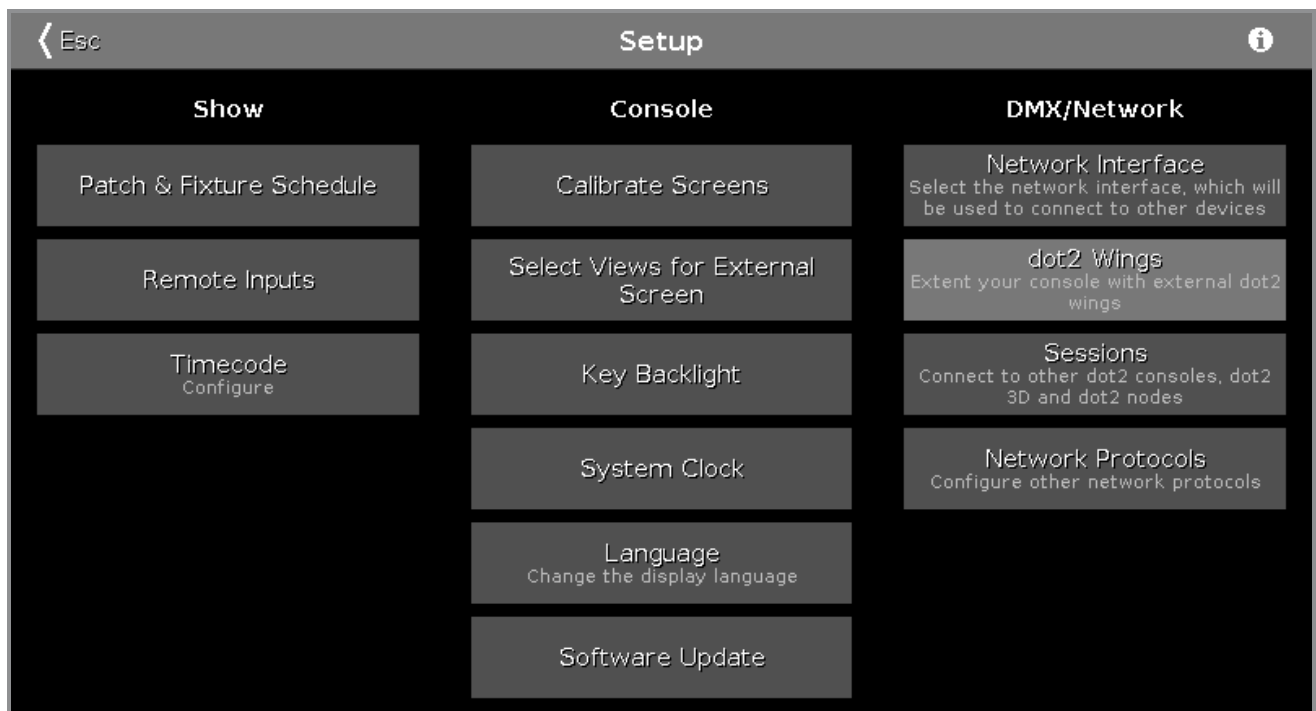 Esc
Setup
Show
Patch & Fixture Schedule
Remote Inputs
Timecode
Configure
Console
Calibrate Screens
Select Views for External
Screen
Key Backlight
System Clock
Language
Change the display language
Software Update
DMX/Network
Network Interface
Select the network interface, which will
be used to connect to other devices
dot2 Wings
Extent your console with external dot2
wings
Sessions
Connect to other dot2 consoles, dot2
3D and dot2 nodes
Network Protocols
Configure other network protocols